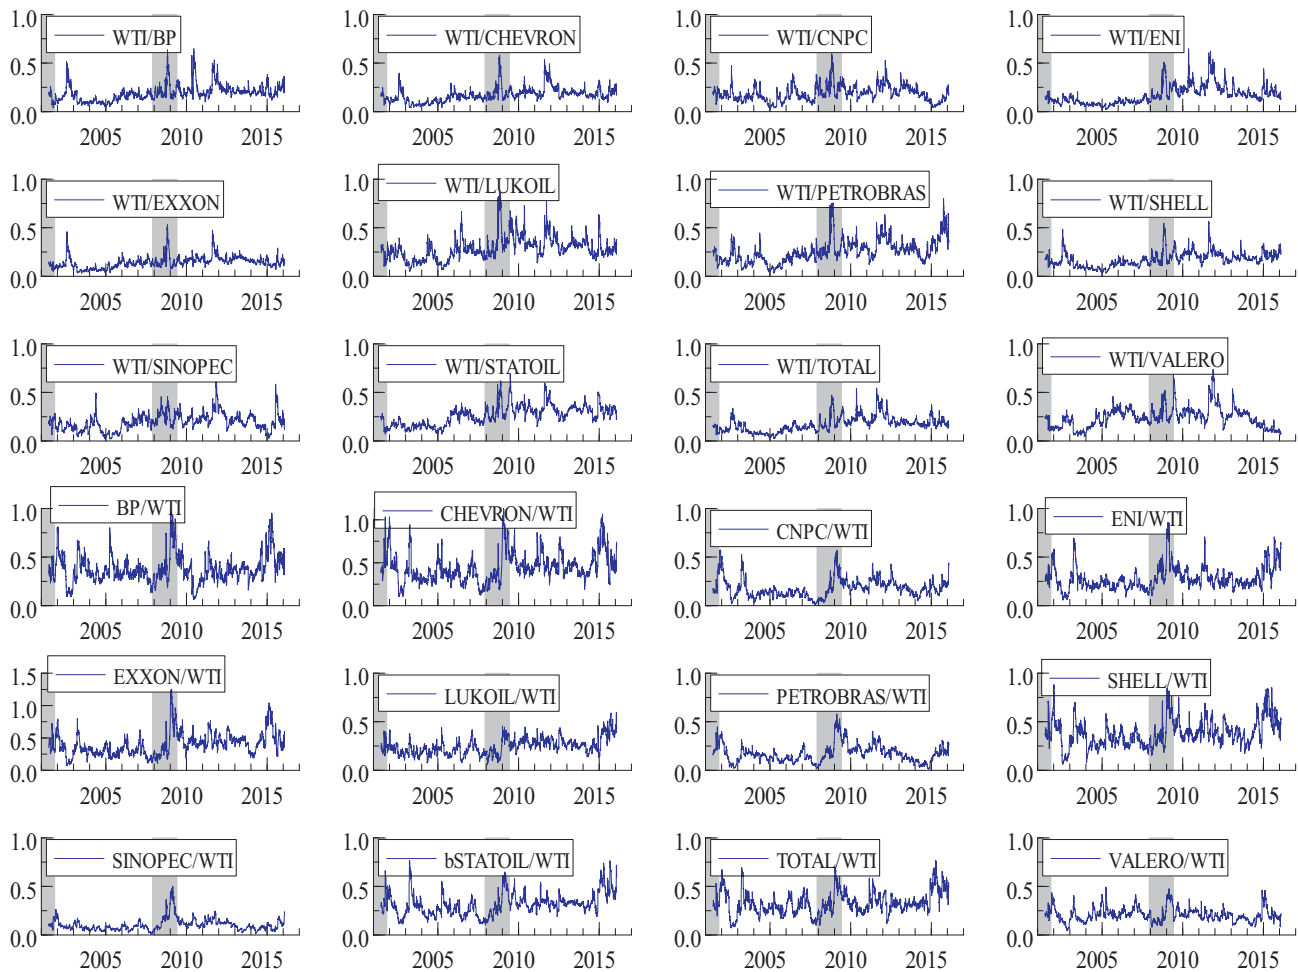 1.0 1.0 1.0 1.0
WTI/BP WTI/CHEVRON WTI/CNPC WTI/ENI
0.5 0.5 0.5 0.5
0.0 0.0 0.0 0.0
2005 2010 2015 2005 2010 2015 2005 2010 2015 2005 2010 2015
1.0 1.0 1.0 1.0
WTI/EXXON WTI/LUKOIL WTI/PETROBRAS WTI/SHELL
0.5 0.5 0.5 0.5
0.0 0.0 0.0 0.0
2005 2010 2015 2005 2010 2015 2005 2010 2015 2005 2010 2015
1.0 1.0 1.0 1.0
WTI/SINOPEC WTI/STATOIL WTI/TOTAL WTI/VALERO
0.5 0.5 0.5 0.5
0.0 0.0 0.0 0.0
2005 2010 2015 2005 2010 2015 2005 2010 2015 2005 2010 2015
1.0 1.0 1.0 1.0
BP/WTI CHEVRON/WTI CNPC/WTI ENI/WTI
0.5 0.5 0.5 0.5
0.0 0.0 0.0 0.0
2005 2010 2015 2005 2010 2015 2005 2010 2015 2005 2010 2015
1.5 1.0 1.0 1.0
EXXON/WTI LUKOIL/WTI PETROBRAS/WTI SHELL/WTI
1.0
0.5 0.5 0.5 0.5
0.0 0.0 0.0 0.0
2005 2010 2015 2005 2010 2015 2005 2010 2015 2005 2010 2015
1.0 1.0 1.0 1.0
SINOPEC/WTI bSTATOIL/WTI TOTAL/WTI VALERO/WTI
0.5 0.5 0.5 0.5
0.0 0.0 0.0 0.0
2005 2010 2015 2005 2010 2015 2005 2010 2015 2005 2010 2015